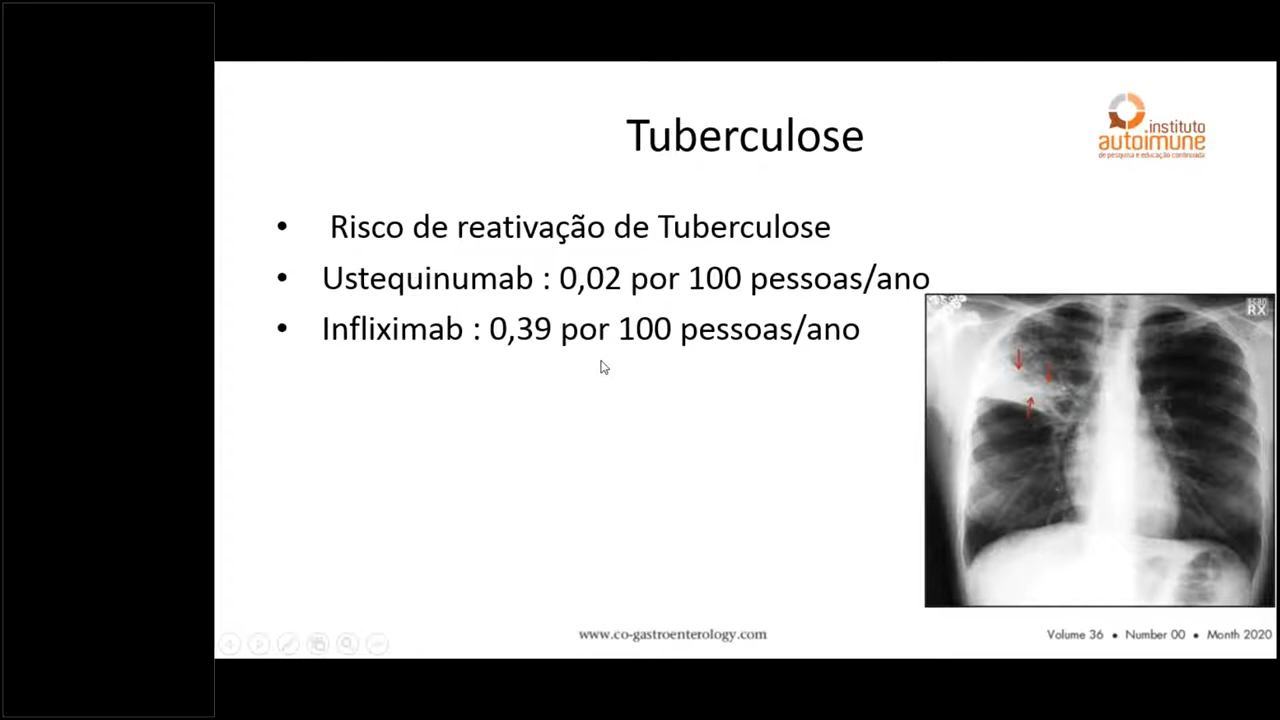 Tuberculose
.instituto
autoimune
de pesquisa e educação continuada
• Risco de reativação de Tuberculose
• Ustequinumab : 0,02 por 100 pessoas/ano
• Infliximab : 0,39 por 100 pessoas/ano
scan
RX
www.co-gastroenterology.com
Volume 36 • Number 00 • Month 2020